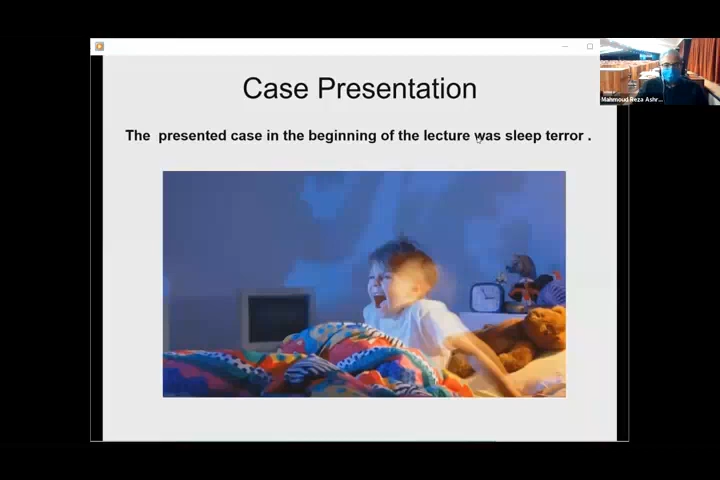 Case Presentation
The presented case in the beginning of the lecture was sleep terror .
Mahmoud Reza Ashr...